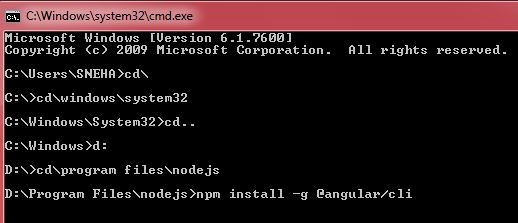 C:\Windows\system32\cmd.exe
Microsoft Windows [Version 6.1.7600]
Copyright (c) 2009 Microsoft Corporation.  All rights reserved.
C:\Users\SNEHA>cd\
C:\>cd\windows\system32
C:\Windows\System32>cd..
C:\Windows>d:
D:\>cd\program files\nodejs
D:\Program Files\nodejs>npm install -g @angular/cli